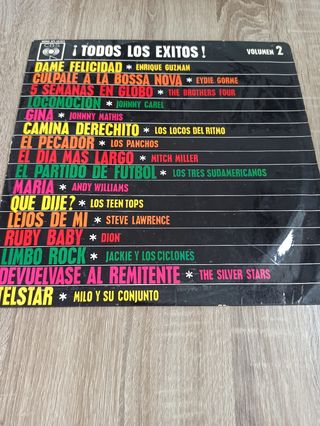 CBS
¡ TODOS LOS EXITOS ! VOLUMEN 2
DAME FELICIDAD * ENRIQUE GUZMAN
CULPALE A LA BOSSA NOVA * EYDIE GORME
5 SEMANAS EN GLOBO * THE BROTHERS FOUR
LOCOMOCION * JOHNNY CAREL
GINA * JOHNNY MATHIS
CAMINA DERECHITO * LOS LOCOS DEL RITMO
EL PECADOR * LOS PANCHOS
EL DIA MAS LARGO * MITCH MILLER
EL PARTIDO DE FUTBOL * LOS TRES SUDAMERICANOS
MARIA * ANDY WILLIAMS
QUE DIJE? * LOS TEEN TOPS
LEJOS DE MI * STEVE LAWRENCE
RUBY BABY * DION
LIMBO ROCK * JACKIE Y LOS CICLONES
DEVUELVASE AL REMITENTE * THE SILVER STARS
TELSTAR * MILO Y SU CONJUNTO